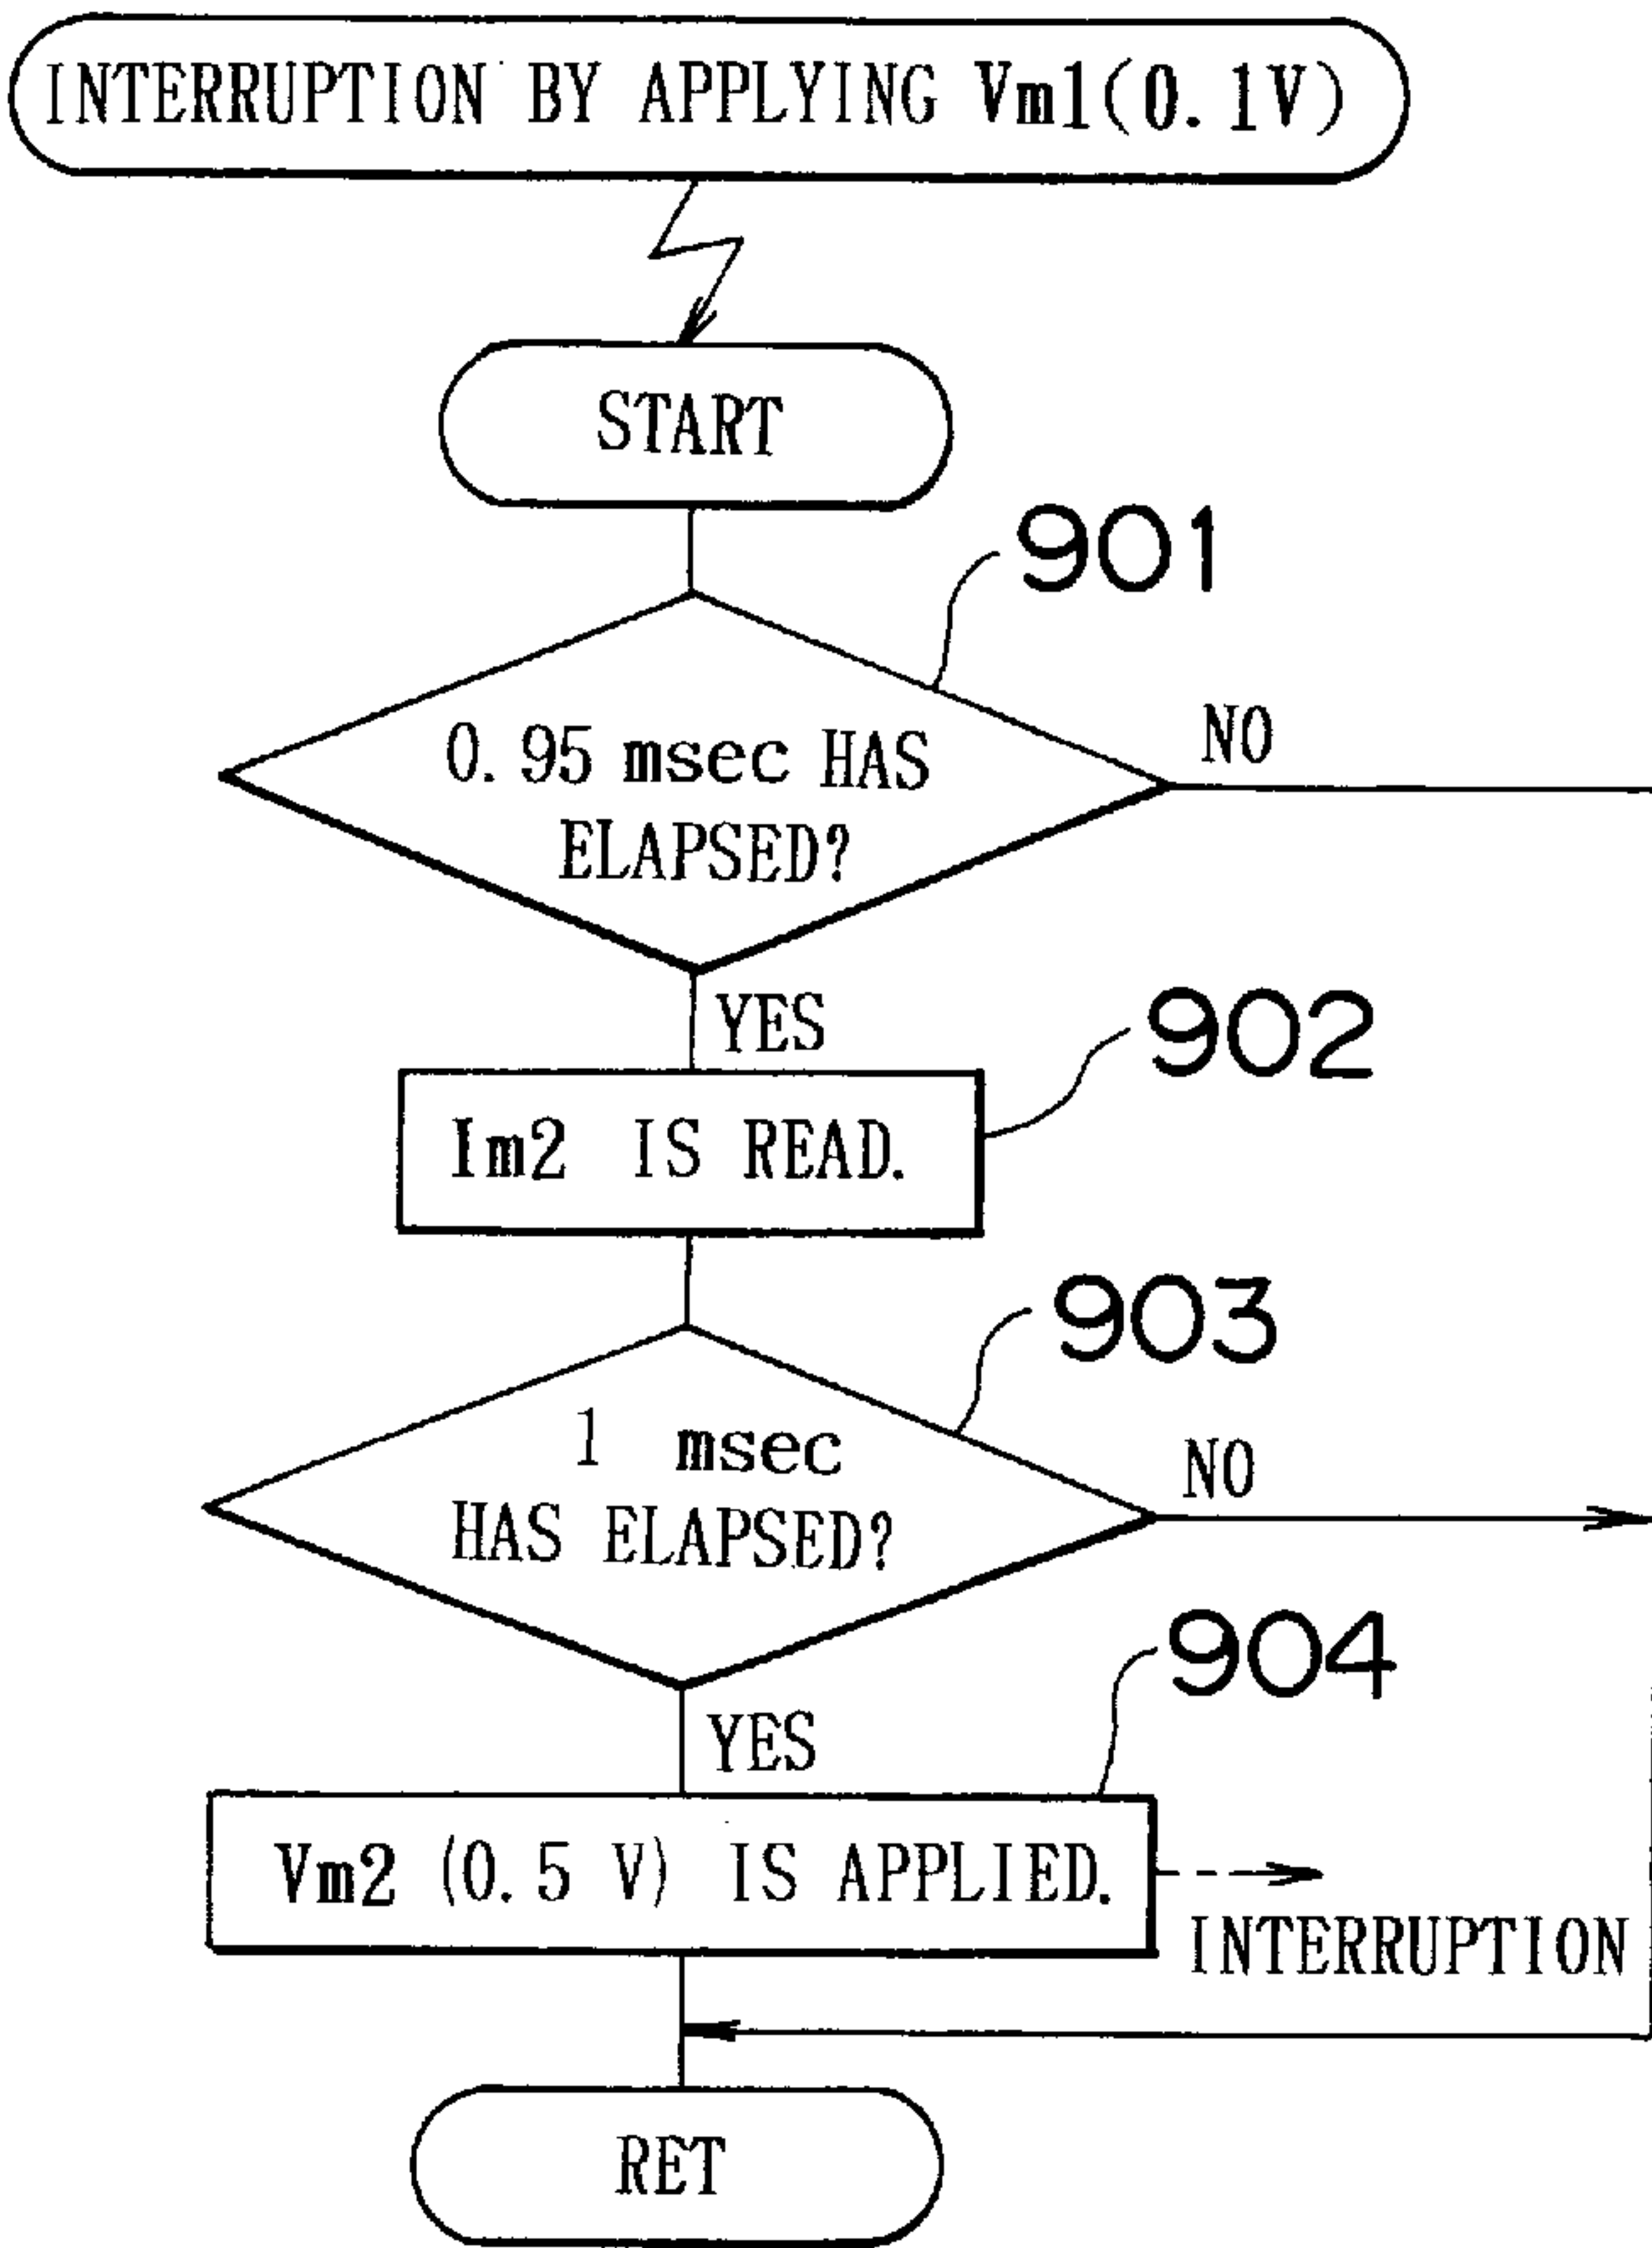 INTERRUPTION BY APPLYING Vm1(0.1V)
START
901
0.95 msec HAS
ELAPSED?
NO
YES
902
Im2 IS READ.
903
1 msec
HAS ELAPSED?
NO
904
YES
Vm2 (0.5 V) IS APPLIED.
INTERRUPTION
RET